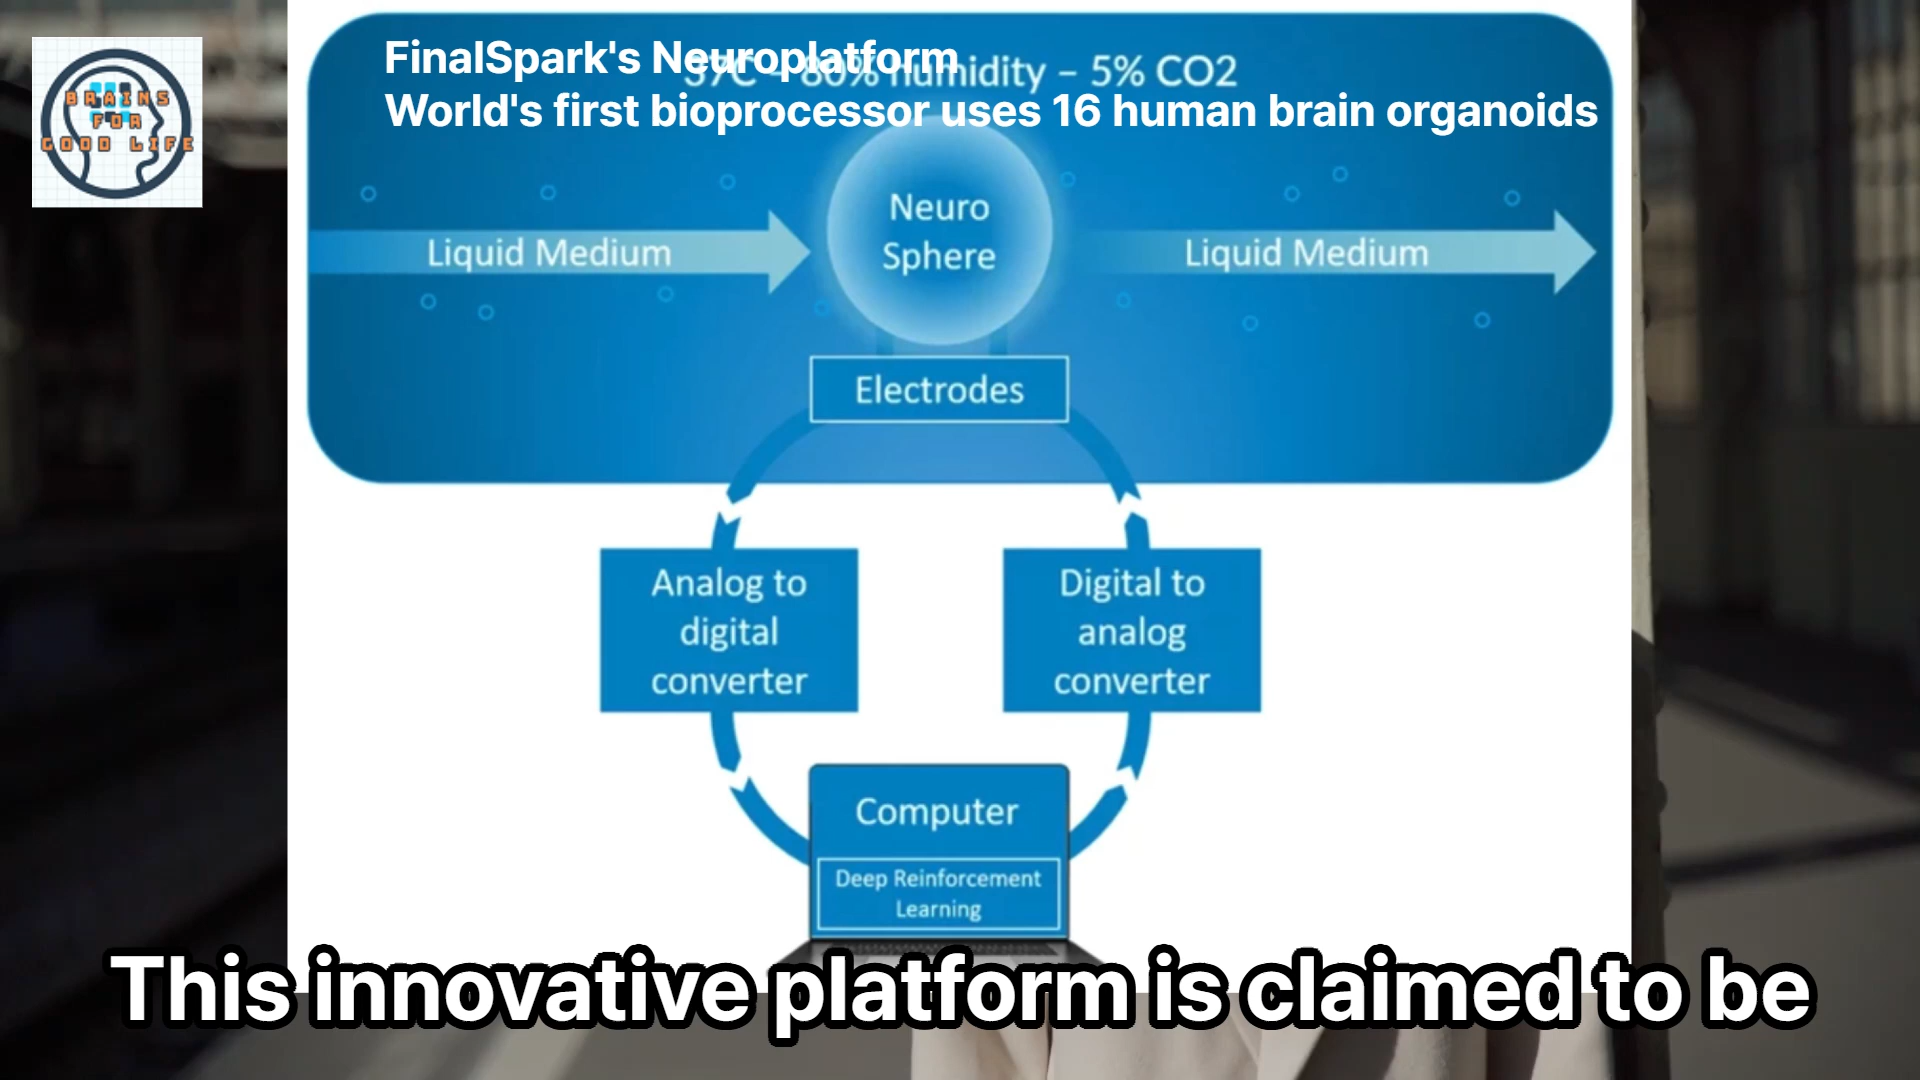 BRAINS
FOR
GOOD LIFE
FinalSpark's Neuroplatform
37C – 80% humidity – 5% CO2
World's first bioprocessor uses 16 human brain organoids
Neuro
Sphere
Liquid Medium
Liquid Medium
Electrodes
Analog to
digital
converter
Digital to
analog
converter
Computer
Deep Reinforcement
Learning
This innovative platform is claimed to be